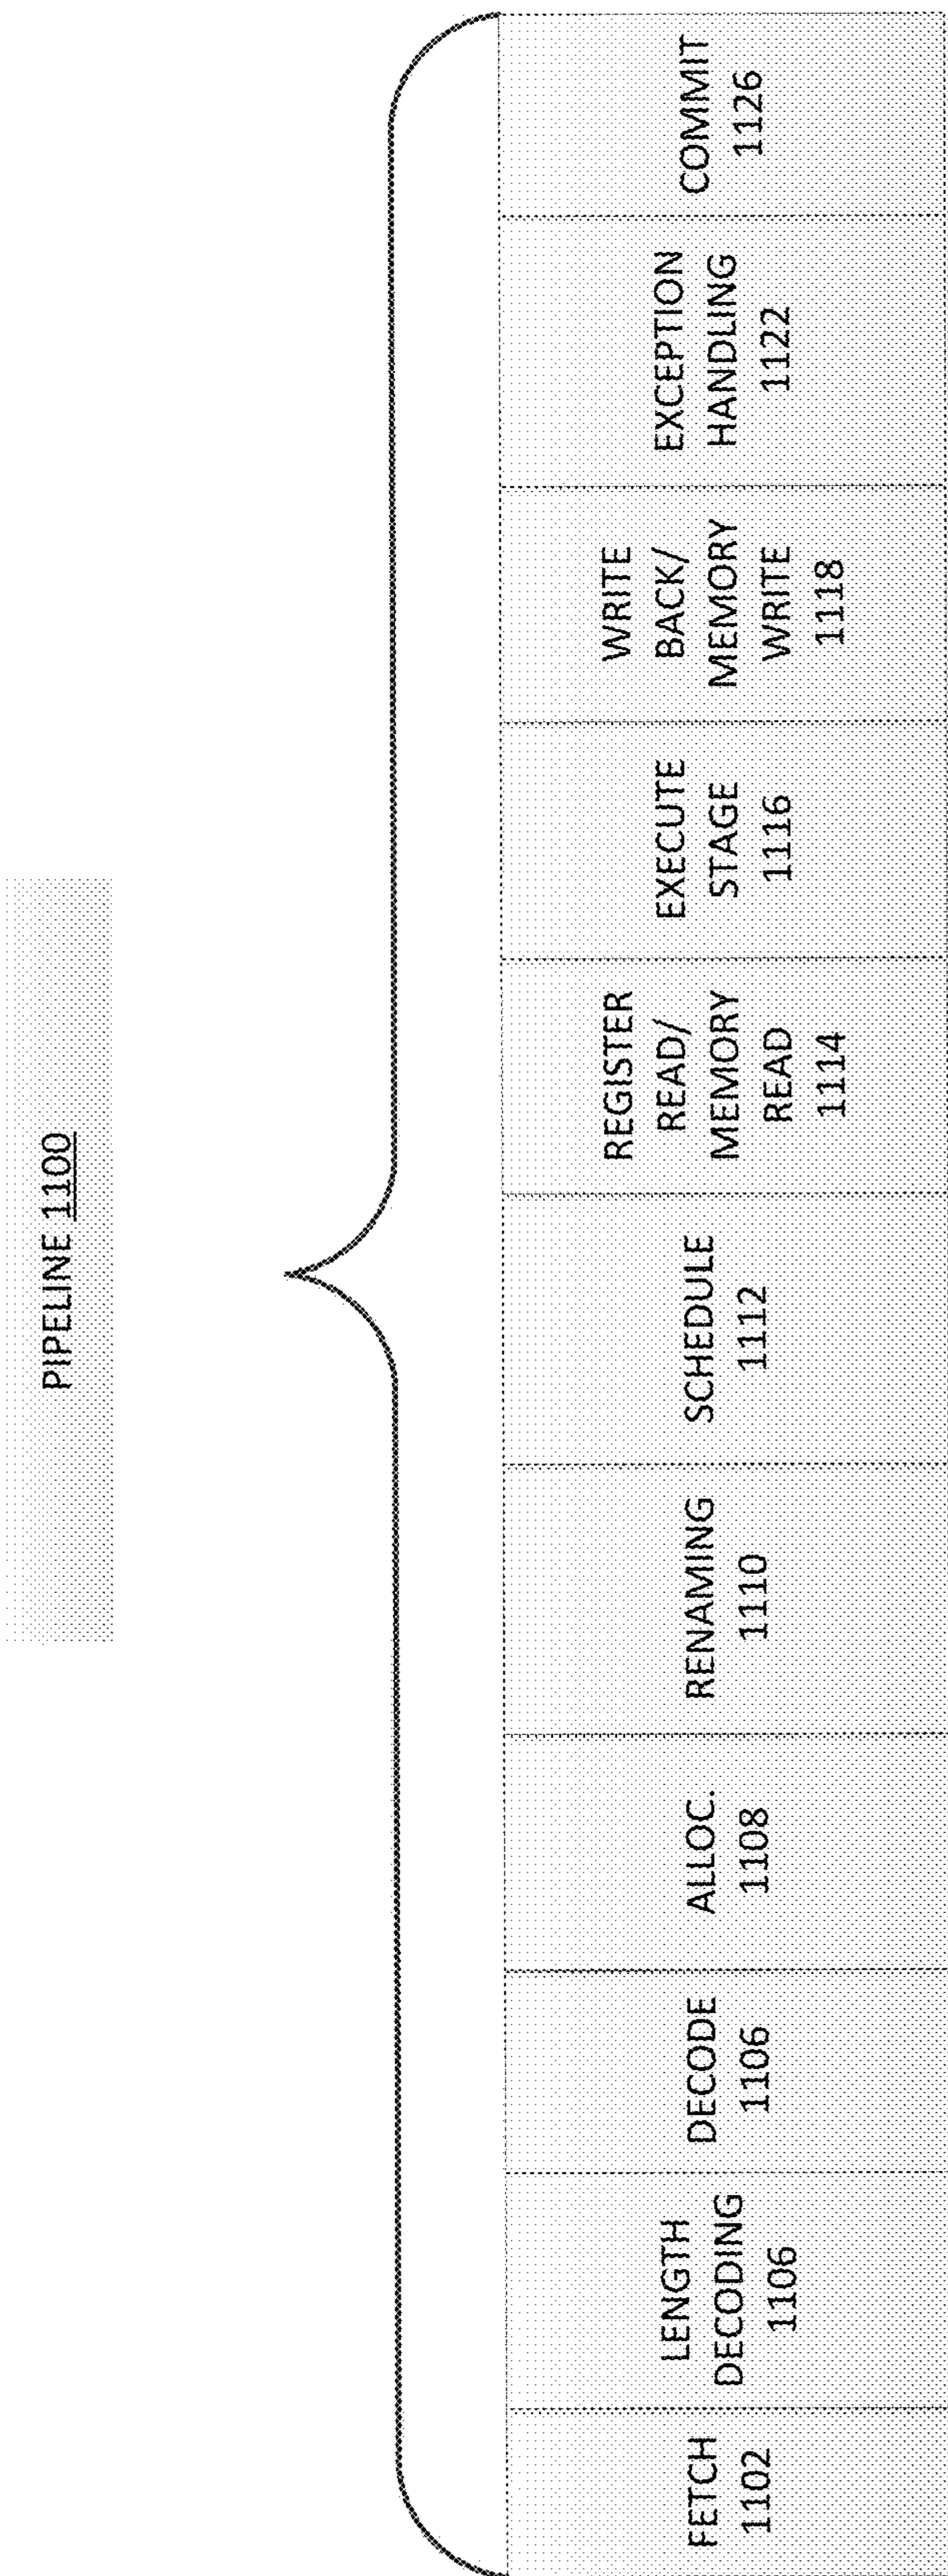 PIPELINE 1100
FETCH
1102
LENGTH
DECODING
1106
DECODE
1106
ALLOC.
1108
RENAMING
1110
SCHEDULE
1112
REGISTER
READ/
MEMORY
READ
1114
EXECUTE
STAGE
1116
WRITE
BACK/
MEMORY
WRITE
1118
EXCEPTION
HANDLING
1122
COMMIT
1126